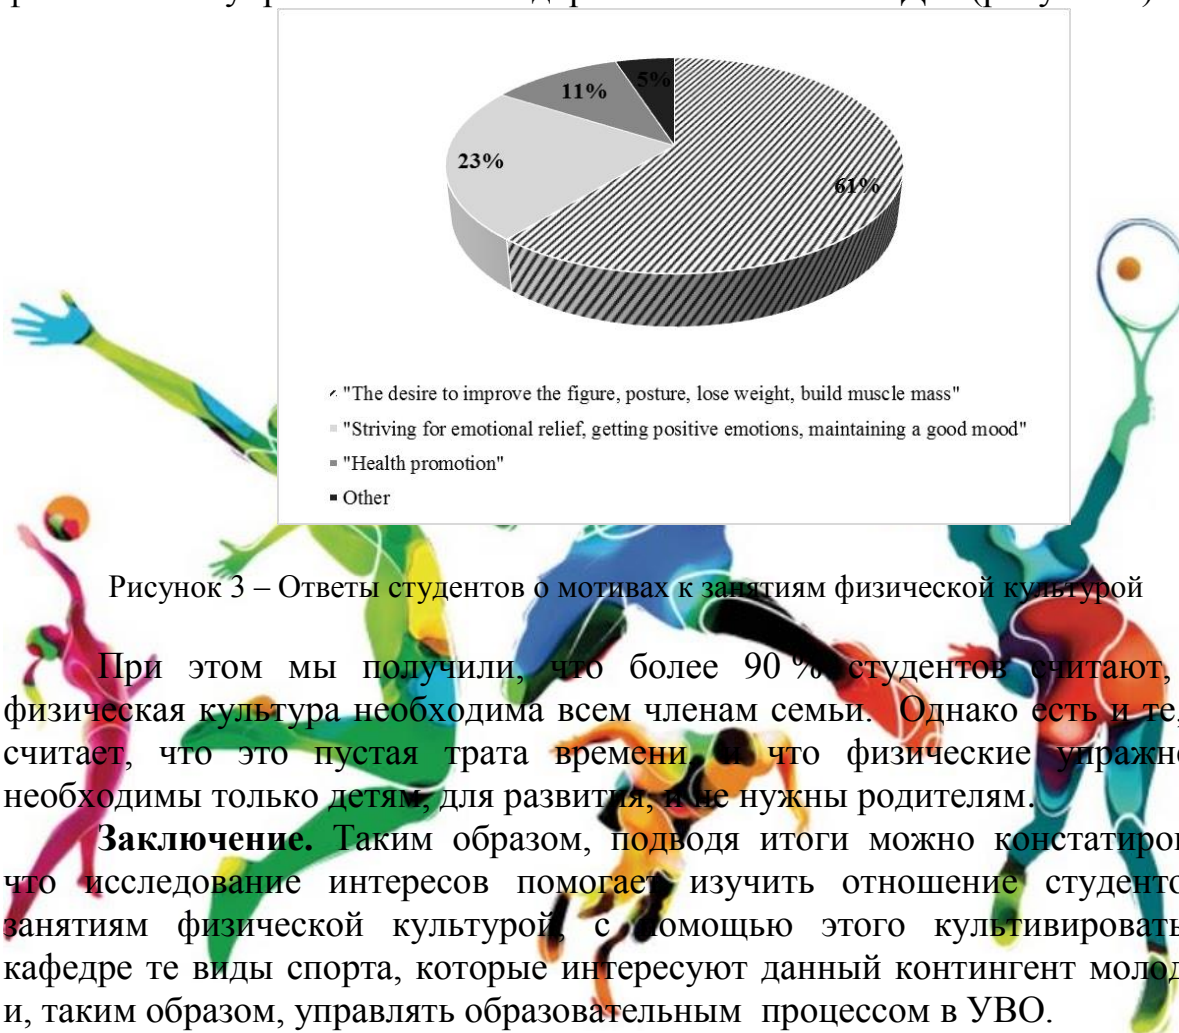 11%
5%
23%
61%
"The desire to improve the figure, posture, lose weight, build muscle mass"
"Striving for emotional relief, getting positive emotions, maintaining a good mood"
"Health promotion"
Other
Рисунок 3 – Ответы студентов о мотивах к занятиям физической культурой
При этом мы получили, что более 90 % студентов считают,
физическая культура необходима всем членам семьи. Однако есть и те,
считает, что это пустая трата времени и что физические упражне
необходимы только детям, для развития, и не нужны родителям.
Заключение. Таким образом, подводя итоги можно констатиров
что исследование интересов помогает изучить отношение студенто
занятиям физической культурой, с помощью этого культивировать
кафедре те виды спорта, которые интересуют данный контингент молод
и, таким образом, управлять образовательным процессом в УВО.